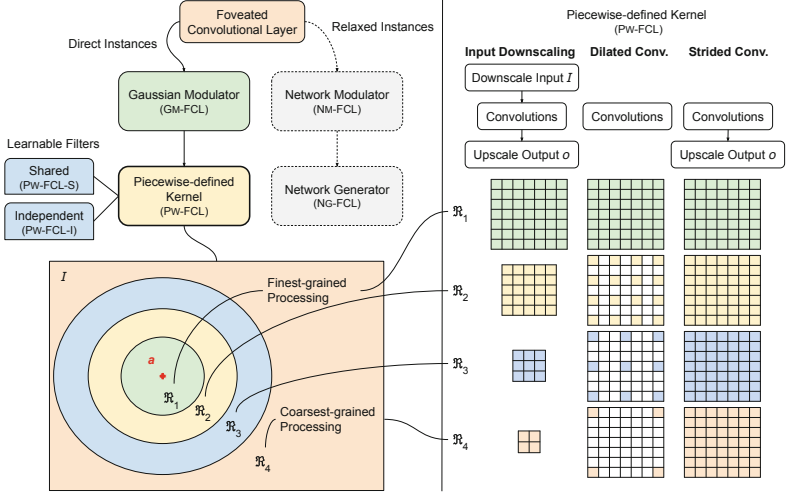 Foveated
Convolutional Layer
Direct Instances
Relaxed Instances
Gaussian Modulator
(GM-FCL)
Network Modulator
(NM-FCL)
Learnable Filters
Shared
(PW-FCL-S)
Independent
(PW-FCL-I)
Piecewise-defined
Kernel
(PW-FCL)
Network Generator
(NG-FCL)
I
Finest-grained
Processing
a
ℜ1
ℜ2
ℜ3
ℜ4
Coarsest-grained
Processing
Piecewise-defined Kernel
(PW-FCL)
Input Downscaling Dilated Conv. Strided Conv.
Downscale Input I
Convolutions Convolutions Convolutions
Upscale Output o Upscale Output o
ℜ1
ℜ2
ℜ3
ℜ4